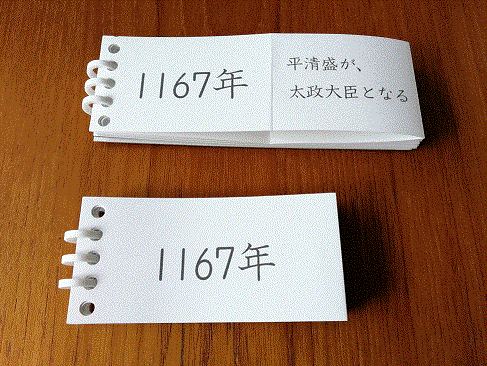 1167年
平清盛が、
太政大臣となる
1167年